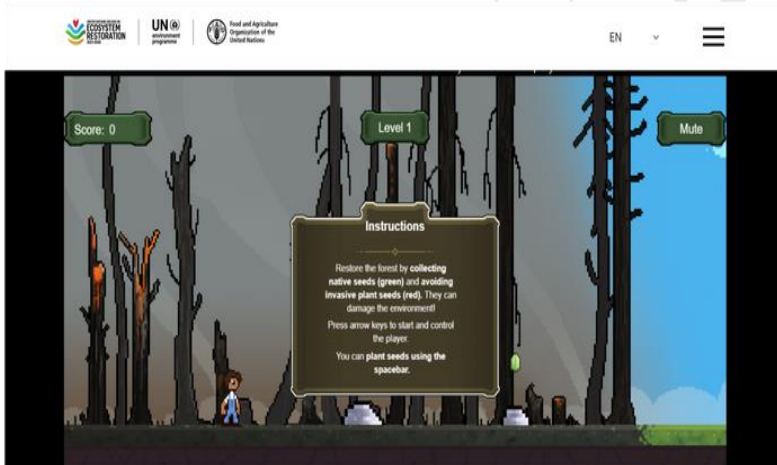 ECOSYSTEM
RESTORATION
UN
environment
programme
Food and Agriculture
Organization of the
United Nations
EN
Score: 0
Level 1
Mute
Instructions
Restore the forest by collecting
native seeds (green) and avoiding
invasive plant seeds (red). They can
damage the environment!
Press arrow keys to start and control
the player.
You can plant seeds using the
spacebar.